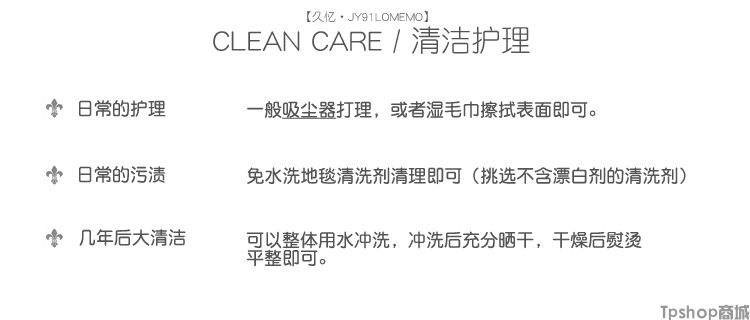 【久忆·JY91LOMEMO】
CLEAN CARE / 清洁护理
日常的护理 一般吸尘器打理，或者湿毛巾擦拭表面即可。
日常的污渍 免水洗地毯清洗剂清理即可（挑选不含漂白剂的清洗剂）
几年后大清洁 可以整体用水冲洗，冲洗后充分晒干，干燥后熨烫
平整即可。
Tpshop商城